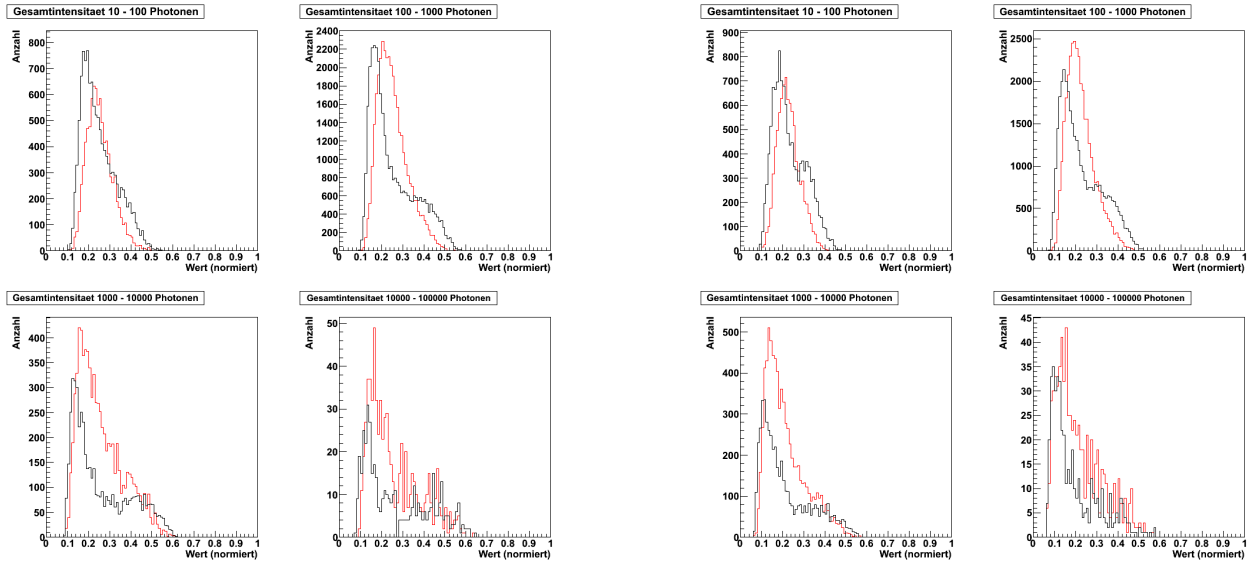 Gesamtintensitaet 10 - 100 Photonen
Anzahl
800
700
600
500
400
300
200
100
0
0 0.1 0.2 0.3 0.4 0.5 0.6 0.7 0.8 0.9 1
Wert (normiert)
Gesamtintensitaet 100 - 1000 Photonen
Anzahl
2400
2200
2000
1800
1600
1400
1200
1000
800
600
400
200
0
0 0.1 0.2 0.3 0.4 0.5 0.6 0.7 0.8 0.9 1
Wert (normiert)
Gesamtintensitaet 10 - 100 Photonen
Anzahl
900
800
700
600
500
400
300
200
100
0
0 0.1 0.2 0.3 0.4 0.5 0.6 0.7 0.8 0.9 1
Wert (normiert)
Gesamtintensitaet 100 - 1000 Photonen
Anzahl
2500
2000
1500
1000
500
0
0 0.1 0.2 0.3 0.4 0.5 0.6 0.7 0.8 0.9 1
Wert (normiert)
Gesamtintensitaet 1000 - 10000 Photonen
Anzahl
400
350
300
250
200
150
100
50
0
0 0.1 0.2 0.3 0.4 0.5 0.6 0.7 0.8 0.9 1
Wert (normiert)
Gesamtintensitaet 10000 - 100000 Photonen
Anzahl
50
40
30
20
10
0
0 0.1 0.2 0.3 0.4 0.5 0.6 0.7 0.8 0.9 1
Wert (normiert)
Gesamtintensitaet 1000 - 10000 Photonen
Anzahl
500
400
300
200
100
0
0 0.1 0.2 0.3 0.4 0.5 0.6 0.7 0.8 0.9 1
Wert (normiert)
Gesamtintensitaet 10000 - 100000 Photonen
Anzahl
45
40
35
30
25
20
15
10
5
0
0 0.1 0.2 0.3 0.4 0.5 0.6 0.7 0.8 0.9 1
Wert (normiert)